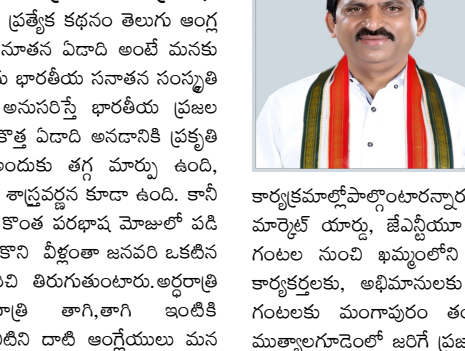 ప్రత్యేక కథనం తెలుగు ఆంగ్ల
నూతన ఏడాది అంటే మనకు
భారతీయ సనాతన సంస్కృతి
అనుసరిస్తే భారతీయ ప్రజల
కొత్త ఏడాది అనడానికి ప్రకృతి
అందుకు తగ్గ మార్పు ఉంది,
శాస్త్రవర్ణన కూడా ఉంది. కానీ
కొంత పరభాష మోజులో పడి
కొని వీళ్లంతా జనవరి ఒకటిన
చి తిరుగుతుంటారు.అర్ధరాత్రి
రాత్రి తాగి,తాగి ఇంటికి
టిని దాటి ఆంగ్లేయులు మన
కార్యక్రమాల్లోపాల్గొంటారన్నార
మార్కెట్ యార్డు, జేఎన్టీయూ
గంటల నుంచి ఖమ్మంలోని
కార్యకర్తలకు, అభిమానులకు
గంటలకు మంగాపురం తం
ముత్యాలగూడెంలో జరిగే ప్రజ